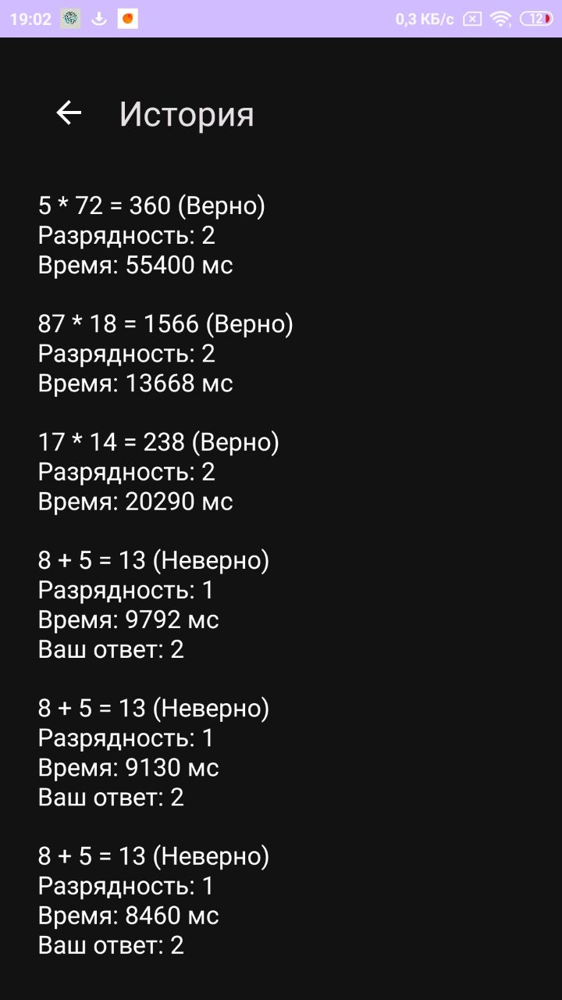 19:02
0,3 КБ/с
12
История
5 * 72 = 360 (Верно)
Разрядность: 2
Время: 55400 мс
87 * 18 = 1566 (Верно)
Разрядность: 2
Время: 13668 мс
17 * 14 = 238 (Верно)
Разрядность: 2
Время: 20290 мс
8 + 5 = 13 (Неверно)
Разрядность: 1
Время: 9792 мс
Ваш ответ: 2
8 + 5 = 13 (Неверно)
Разрядность: 1
Время: 9130 мс
Ваш ответ: 2
8 + 5 = 13 (Неверно)
Разрядность: 1
Время: 8460 мс
Ваш ответ: 2